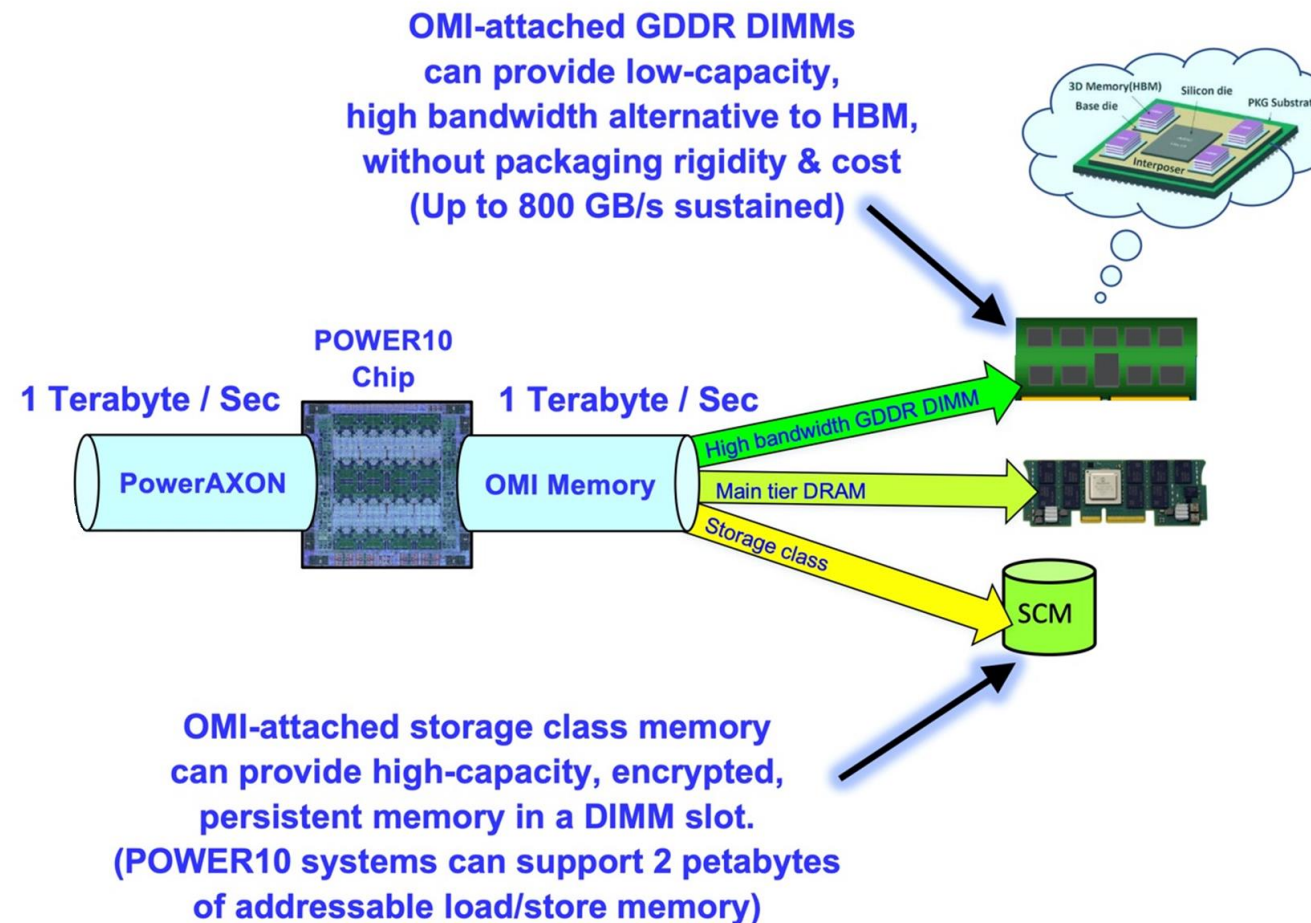 OMI-attached GDDR DIMMs
can provide low-capacity,
high bandwidth alternative to HBM,
without packaging rigidity & cost
(Up to 800 GB/s sustained)
3D Memory(HBM)
Silicon die
Base die
PKG Substrat
Interposer
POWER10
Chip
1 Terabyte / Sec
1 Terabyte / Sec
PowerAXON
OMI Memory
High bandwidth GDDR DIMM
Main tier DRAM
Storage class
SCM
OMI-attached storage class memory
can provide high-capacity, encrypted,
persistent memory in a DIMM slot.
(POWER10 systems can support 2 petabytes
of addressable load/store memory)